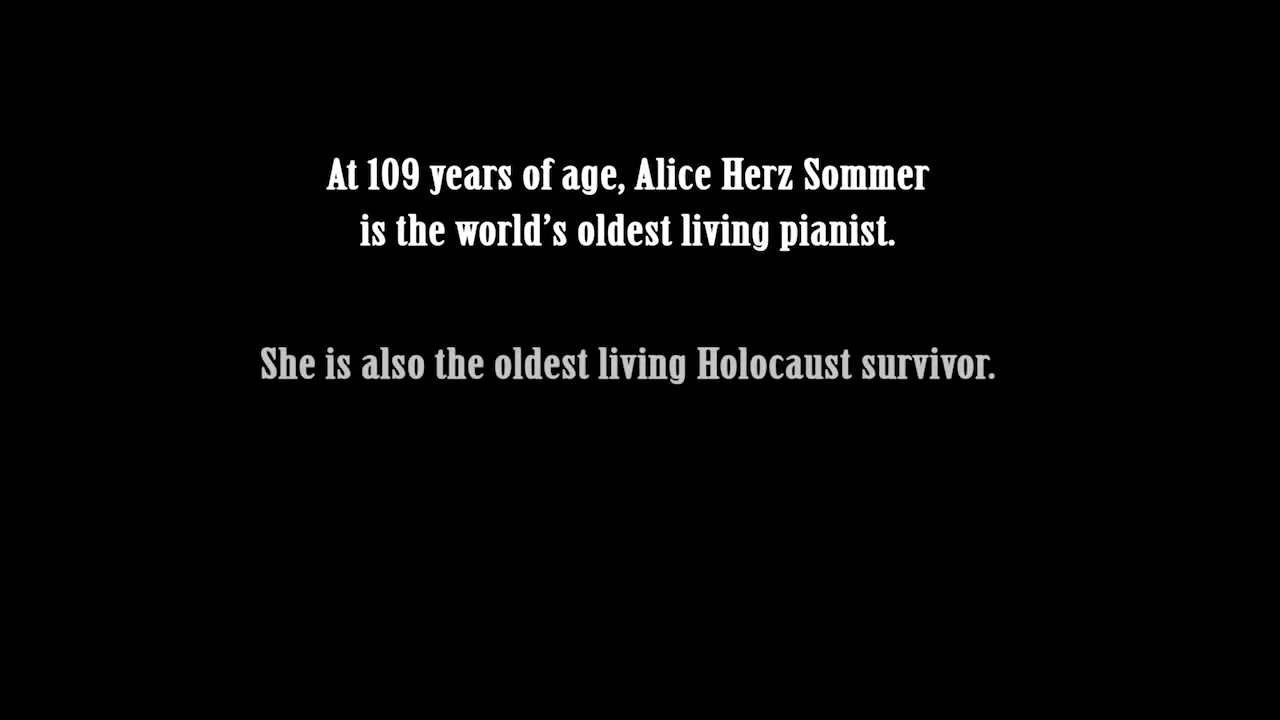 At 109 years of age, Alice Herz Sommer
is the world’s oldest living pianist.
She is also the oldest living Holocaust survivor.